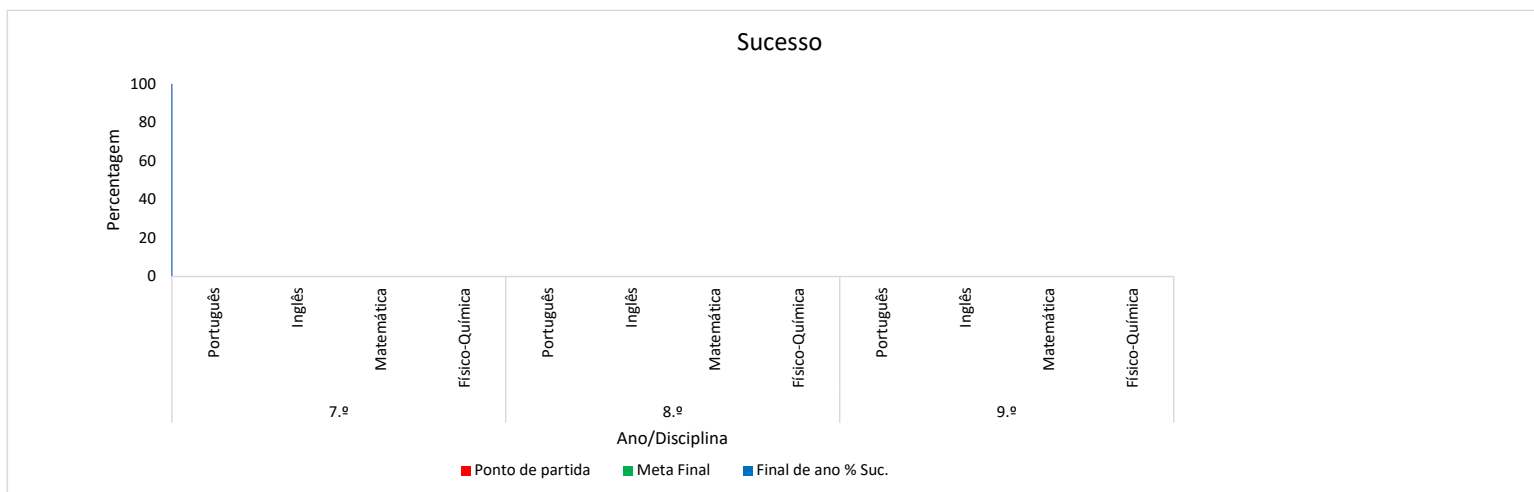 Sucesso
Percentagem
100
80
60
40
20
0
Português
Inglês
Matemática
Físico-Química
Português
Inglês
Matemática
Físico-Química
Português
Inglês
Matemática
Físico-Química
7.º
8.º
9.º
Ano/Disciplina
Ponto de partida
Meta Final
Final de ano % Suc.